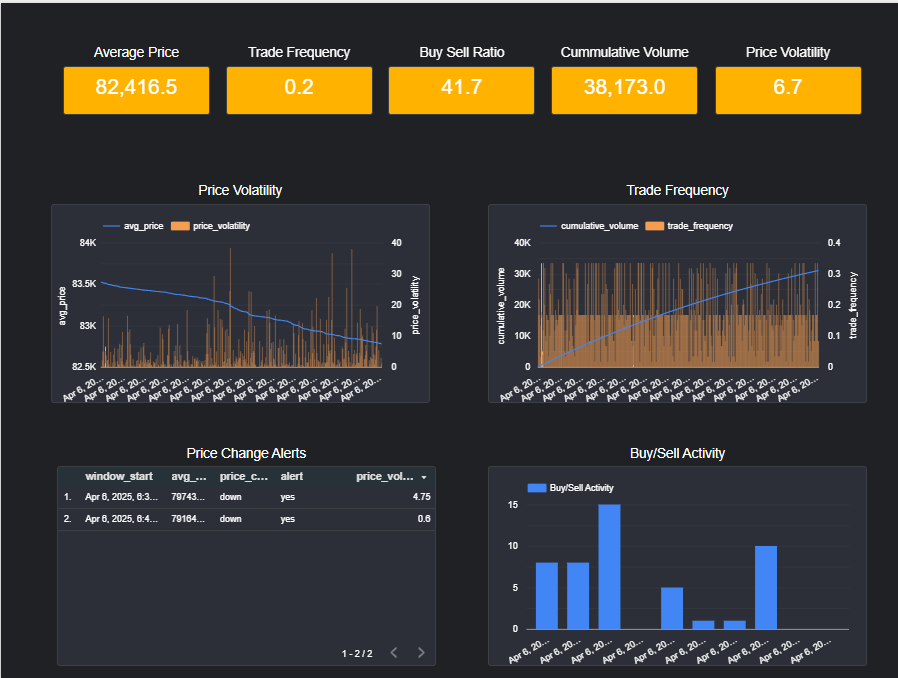 Average Price
Trade Frequency
Buy Sell Ratio
Cummulative Volume
Price Volatility
82,416.5
0.2
41.7
38,173.0
6.7
Price Volatility
avg_price
price_volatility
84K
83.5K
83K
82.5K
avg_price
40
30
20
10
0
price_volatility
Apr 6, 20...
Apr 6, 20...
Apr 6, 20...
Apr 6, 20...
Apr 6, 20...
Apr 6, 20...
Apr 6, 20...
Apr 6, 20...
Apr 6, 20...
Apr 6, 20...
Apr 6, 20...
Apr 6, 20...
Apr 6, 20...
Apr 6, 20...
Trade Frequency
cumulative_volume
trade_frequency
40K
30K
20K
10K
0
cumulative_volume
0.4
0.3
0.2
0.1
0
trade_frequency
Apr 6, 20...
Apr 6, 20...
Apr 6, 20...
Apr 6, 20...
Apr 6, 20...
Apr 6, 20...
Apr 6, 20...
Apr 6, 20...
Apr 6, 20...
Apr 6, 20...
Apr 6, 20...
Apr 6, 20...
Apr 6, 20...
Apr 6, 20...
Price Change Alerts
window_start avg_... price_c... alert price_vol...
1. Apr 6, 2025, 6:3... 79743... down yes 4.75
2. Apr 6, 2025, 6:4... 79164... down yes 0.6
1 - 2 / 2
Buy/Sell Activity
Buy/Sell Activity
15
10
5
0
Apr 6, 20...
Apr 6, 20...
Apr 6, 20...
Apr 6, 20...
Apr 6, 20...
Apr 6, 20...
Apr 6, 20...
Apr 6, 20...
Apr 6, 20...
Apr 6, 20...